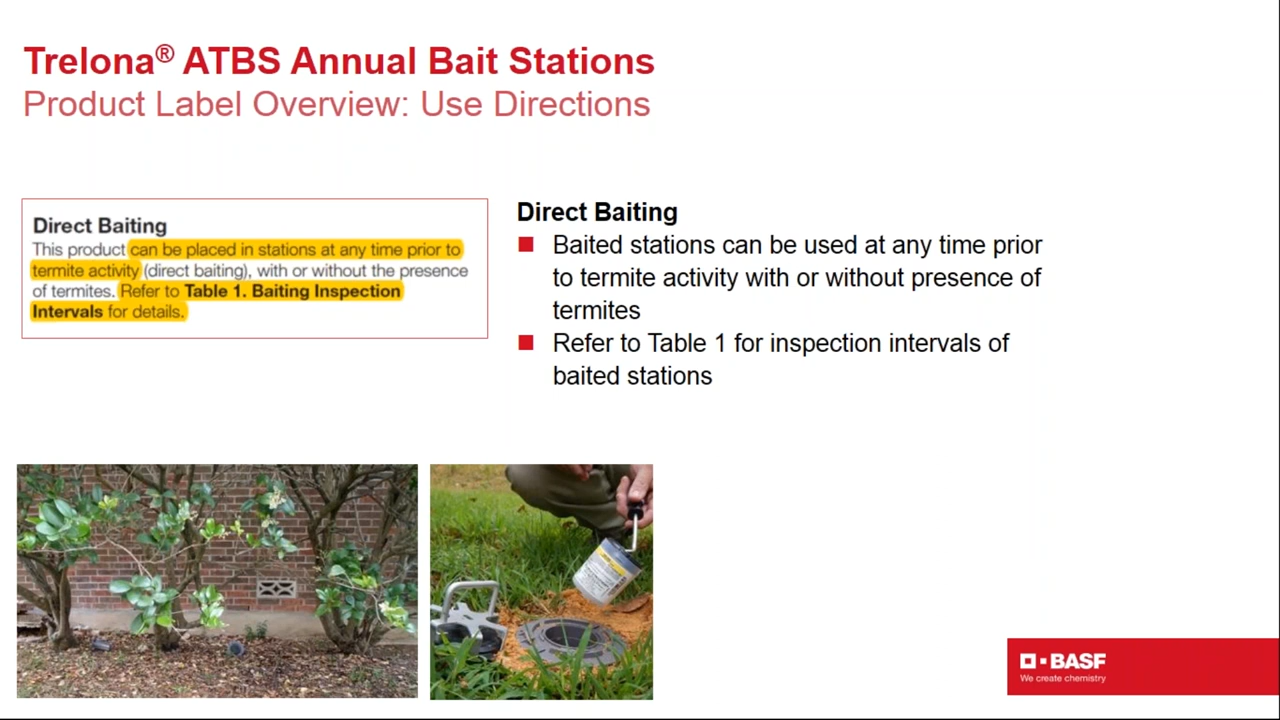 Trelona® ATBS Annual Bait Stations
Product Label Overview: Use Directions
Direct Baiting
This product can be placed in stations at any time prior to
termite activity (direct baiting), with or without the presence
of termites. Refer to Table 1. Baiting Inspection
Intervals for details.
Direct Baiting
Baited stations can be used at any time prior
to termite activity with or without presence of
termites
Refer to Table 1 for inspection intervals of
baited stations
BASF
We create chemistry